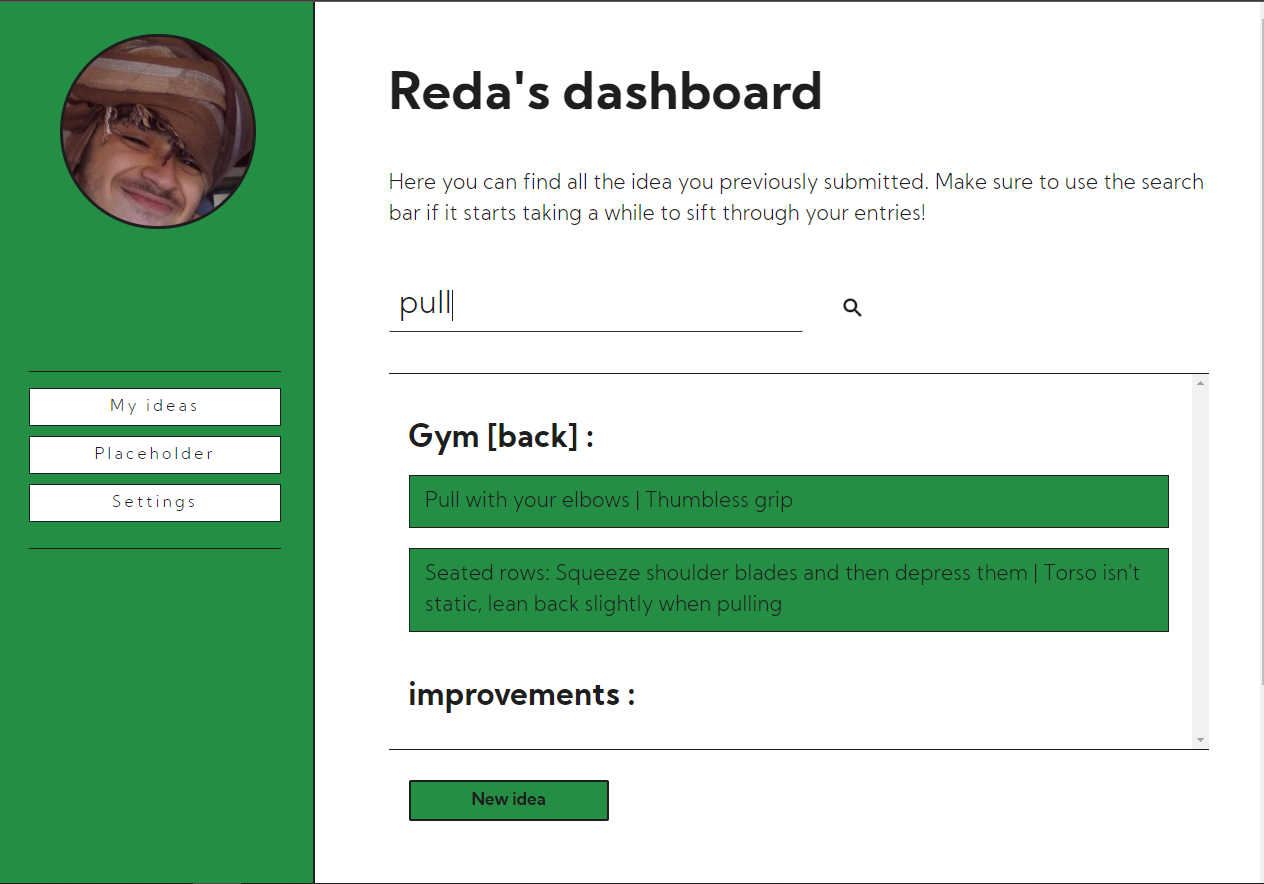 Reda's dashboard
Here you can find all the idea you previously submitted. Make sure to use the search
bar if it starts taking a while to sift through your entries!
pull
My ideas
Placeholder
Settings
Gym [back] :
Pull with your elbows | Thumbless grip
Seated rows: Squeeze shoulder blades and then depress them | Torso isn't
static, lean back slightly when pulling
improvements :
New idea